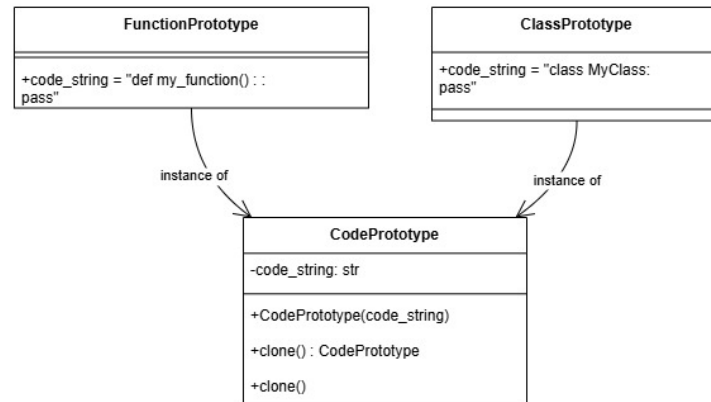 FunctionPrototype
+code_string = "def my_function() : :
pass"
ClassPrototype
+code_string = "class MyClass:
pass"
instance of
instance of
CodePrototype
-code_string: str
+CodePrototype(code_string)
+clone() : CodePrototype
+clone()